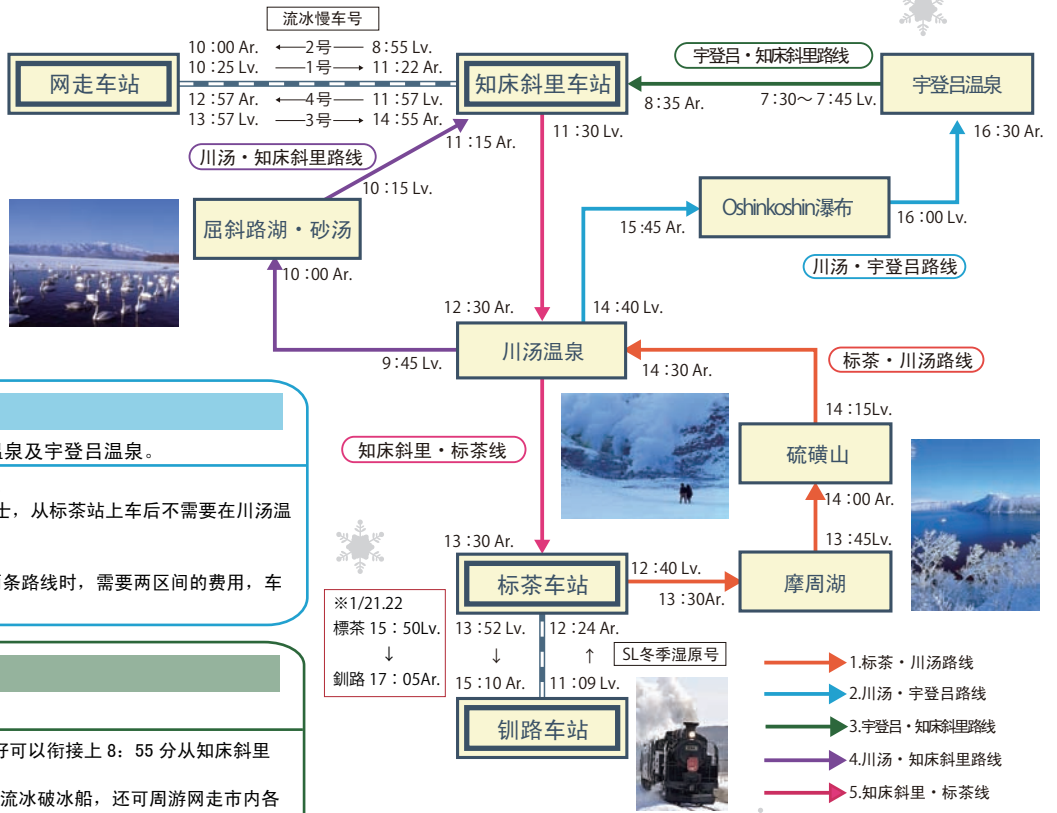 流冰慢车号
10：00 Ar. ←—2号—— 8：55 Lv.
10：25 Lv. ——1号—→ 11：22 Ar.
12：57 Ar. ←—4号—— 11：57 Lv.
13：57 Lv. ——3号—→ 14：55 Ar.
网走车站
知床斜里车站
宇登吕・知床斜里路线
8：35 Ar.
7：30～7：45 Lv.
宇登吕温泉
16：30 Ar.
11：15 Ar.
11：30 Lv.
川汤・知床斜里路线
10：15 Lv.
屈斜路湖・砂汤
10：00 Ar.
Oshinkoshin瀑布
15：45 Ar.
16：00 Lv.
川汤・宇登吕路线
12：30 Ar.
14：40 Lv.
川汤温泉
9：45 Lv.
14：30 Ar.
标茶・川汤路线
14：15Lv.
硫磺山
14：00 Ar.
13：45Lv.
摩周湖
知床斜里・标茶线
13：30 Ar.
标茶车站
12：40 Lv.
13：30Ar.
※1/21.22
標茶 15：50Lv.
↓
釧路 17：05Ar.
13：52 Lv.
↓
15：10 Ar.
12：24 Ar.
↑
11：09 Lv.
SL冬季湿原号
钏路车站
1.标茶・川汤路线
2.川汤・宇登吕路线
3.宇登吕・知床斜里路线
4.川汤・知床斜里路线
5.知床斜里・标茶线
温泉及宇登吕温泉。
士，从标茶站上车后不需要在川汤温
条路线时，需要两区间的费用，车
好可以衔接上 8：55 分从知床斜里
流冰破冰船，还可周游网走市内各